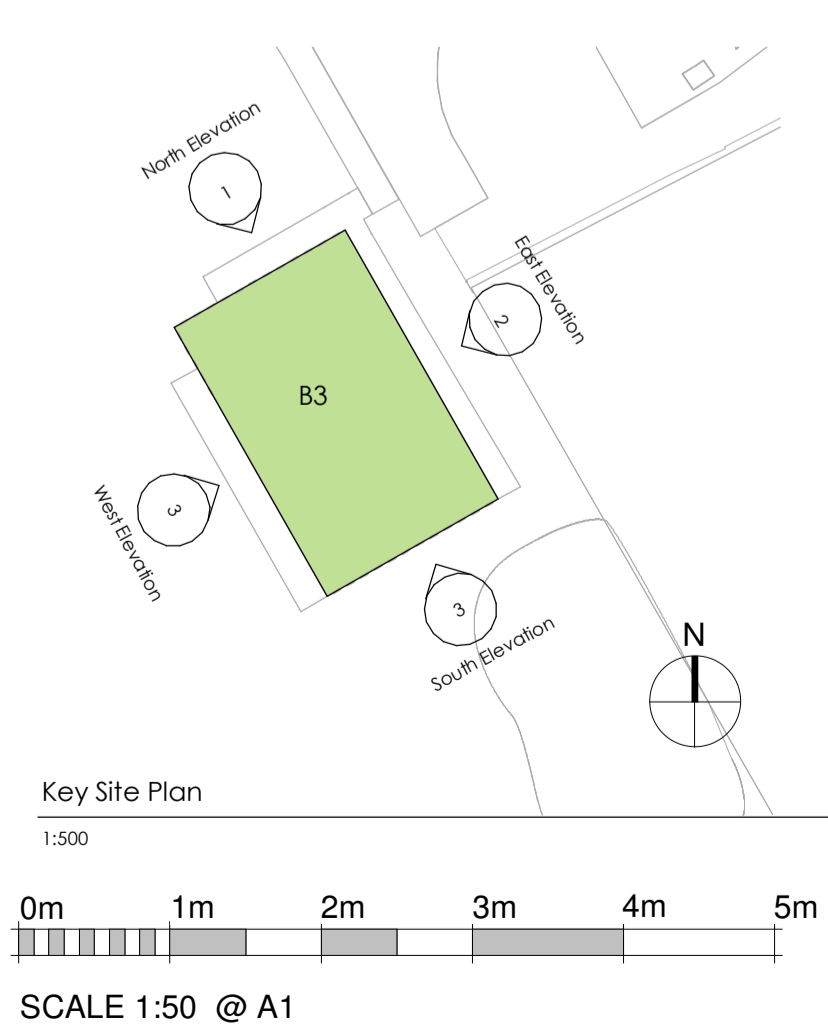 North Elevation
1
East Elevation
2
B3
West Elevation
3
3
South Elevation
N
Key Site Plan
1:500
0m 1m 2m 3m 4m 5m
SCALE 1:50 @ A1